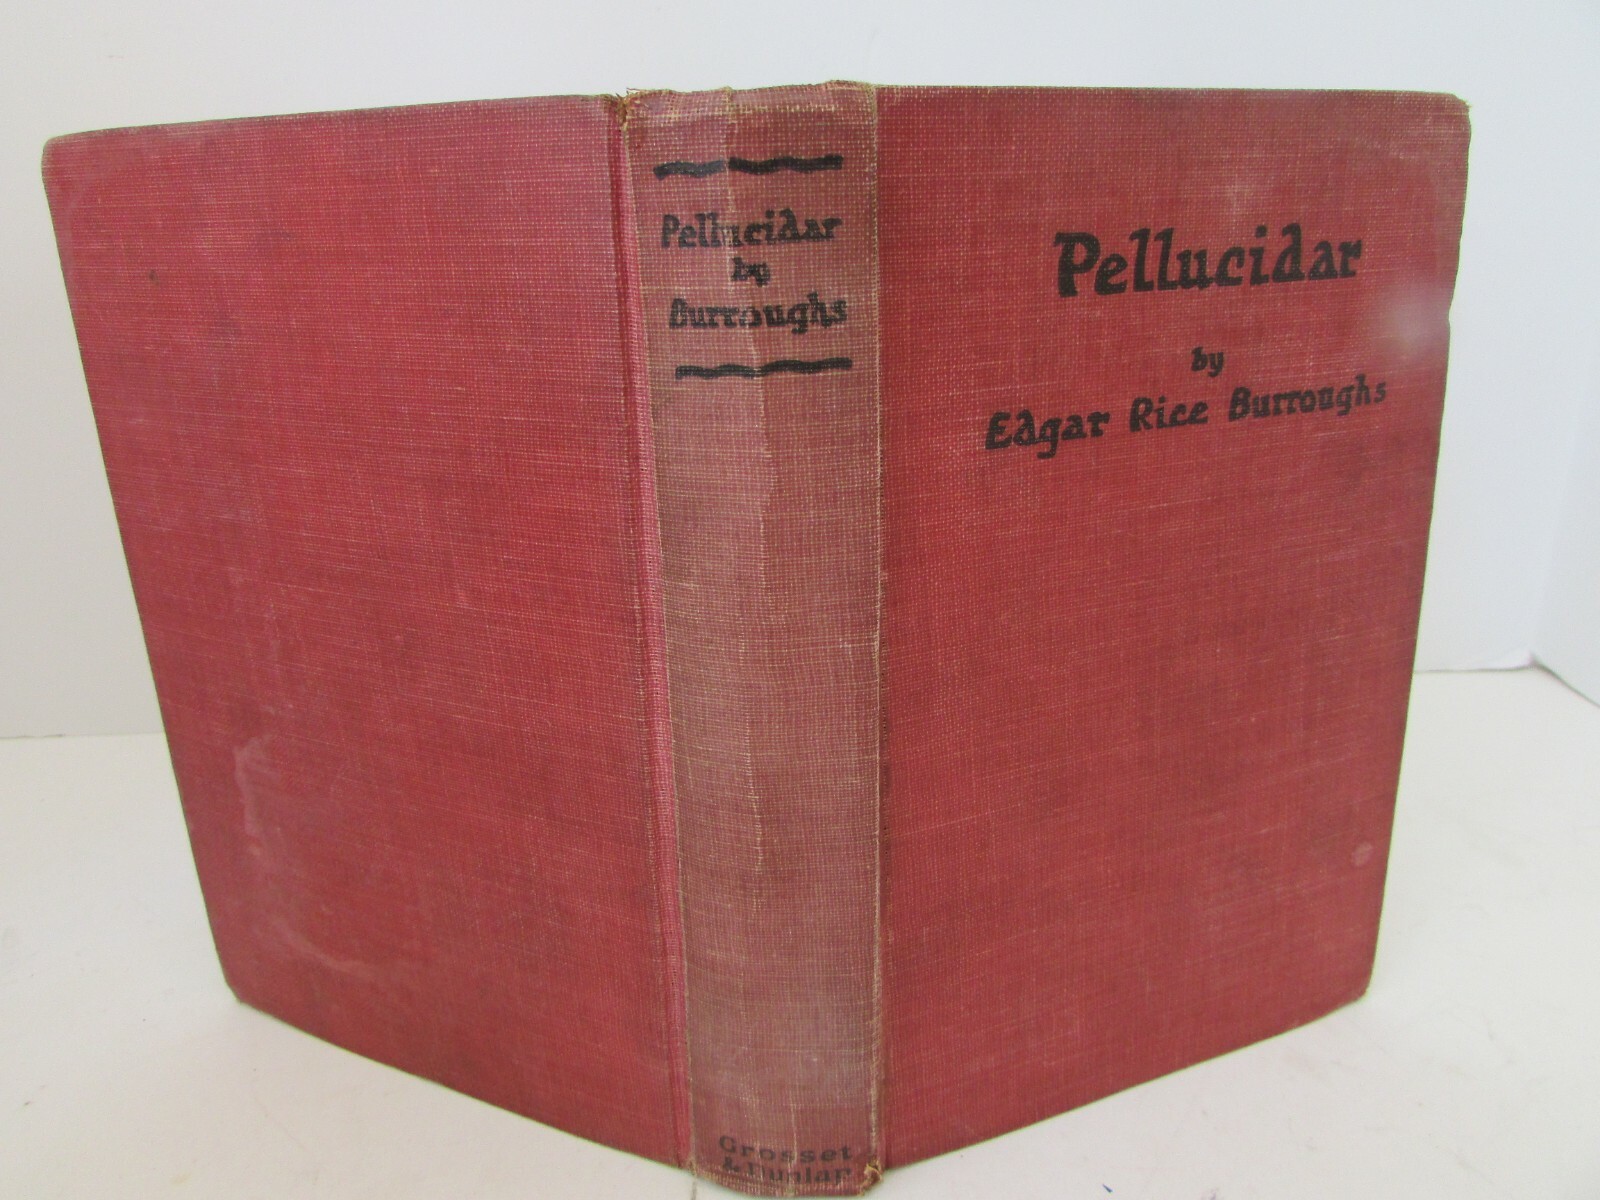 Pellucidar
by
Burroughs
Grosset
& Dunlap
Pellucidar
by
Edgar Rice Burroughs